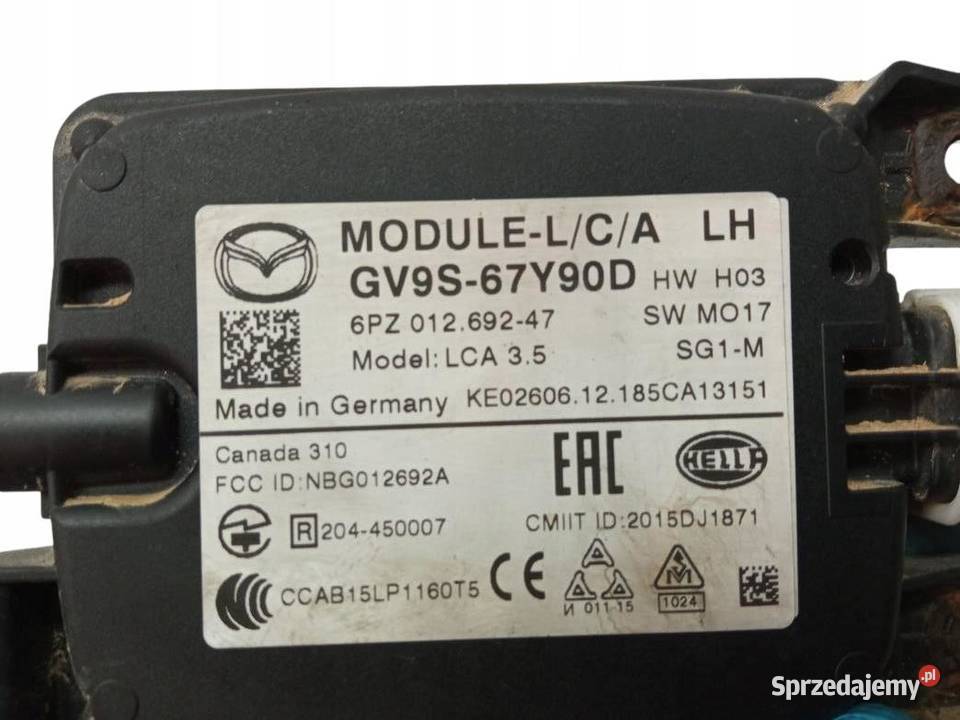 MODULE-L/C/A LH
GV9S-67Y90D HW H03
6PZ 012.692-47 SW MO17
Model: LCA 3.5 SG1-M
Made in Germany KE02606.12.185CA13151
Canada 310
FCC ID:NBG012692A
EAC HELLA
R 204-450007 CMIIT ID:2015DJ1871
CCAB15LP1160T5 CE
И 011 15 1024
Sprzedajemy.pl